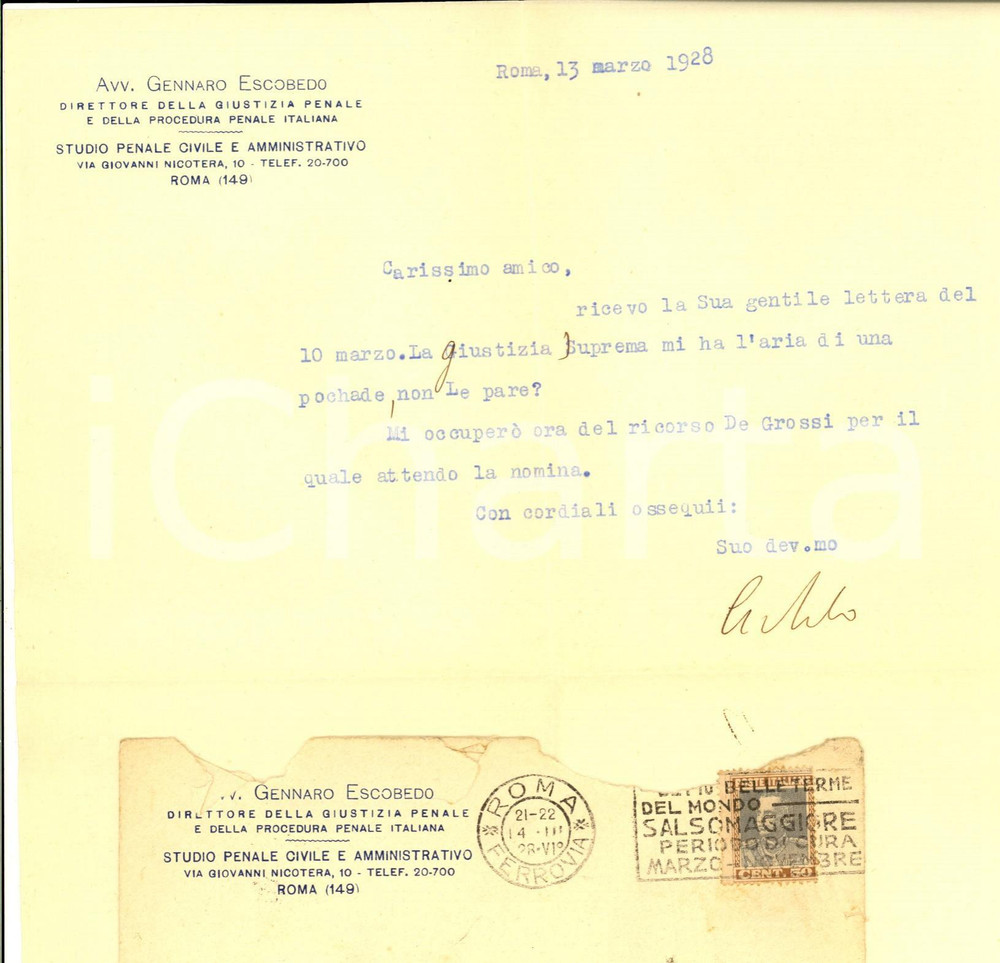 Avv. Gennaro Escobedo
DIRETTORE DELLA GIUSTIZIA PENALE
E DELLA PROCEDURA PENALE ITALIANA
STUDIO PENALE CIVILE E AMMINISTRATIVO
VIA GIOVANNI NICOTERA, 10 - TELEF. 20-700
ROMA (149)
Roma, 13 marzo 1928
Carissimo amico,
ricevo la Sua gentile lettera del
10 marzo. La giustizia Suprema mi ha l'aria di una
pochade, non Le pare?
Mi occuperò ora del ricorso De Grossi per il
quale attendo la nomina.
Con cordiali ossequii:
Suo dev.mo
iCharta
v. Gennaro Escobedo
DIRETTORE DELLA GIUSTIZIA PENALE
E DELLA PROCEDURA PENALE ITALIANA
STUDIO PENALE CIVILE E AMMINISTRATIVO
VIA GIOVANNI NICOTERA, 10 - TELEF. 20-700
ROMA (149)
ROMA
21-22
14 III
28·VI
FERROVIA
PIÙ BELLE TERME
DEL MONDO
SALSOMAGGIORE
PERIODO DI CURA
MARZO-NOVEMBRE
CENT. 50